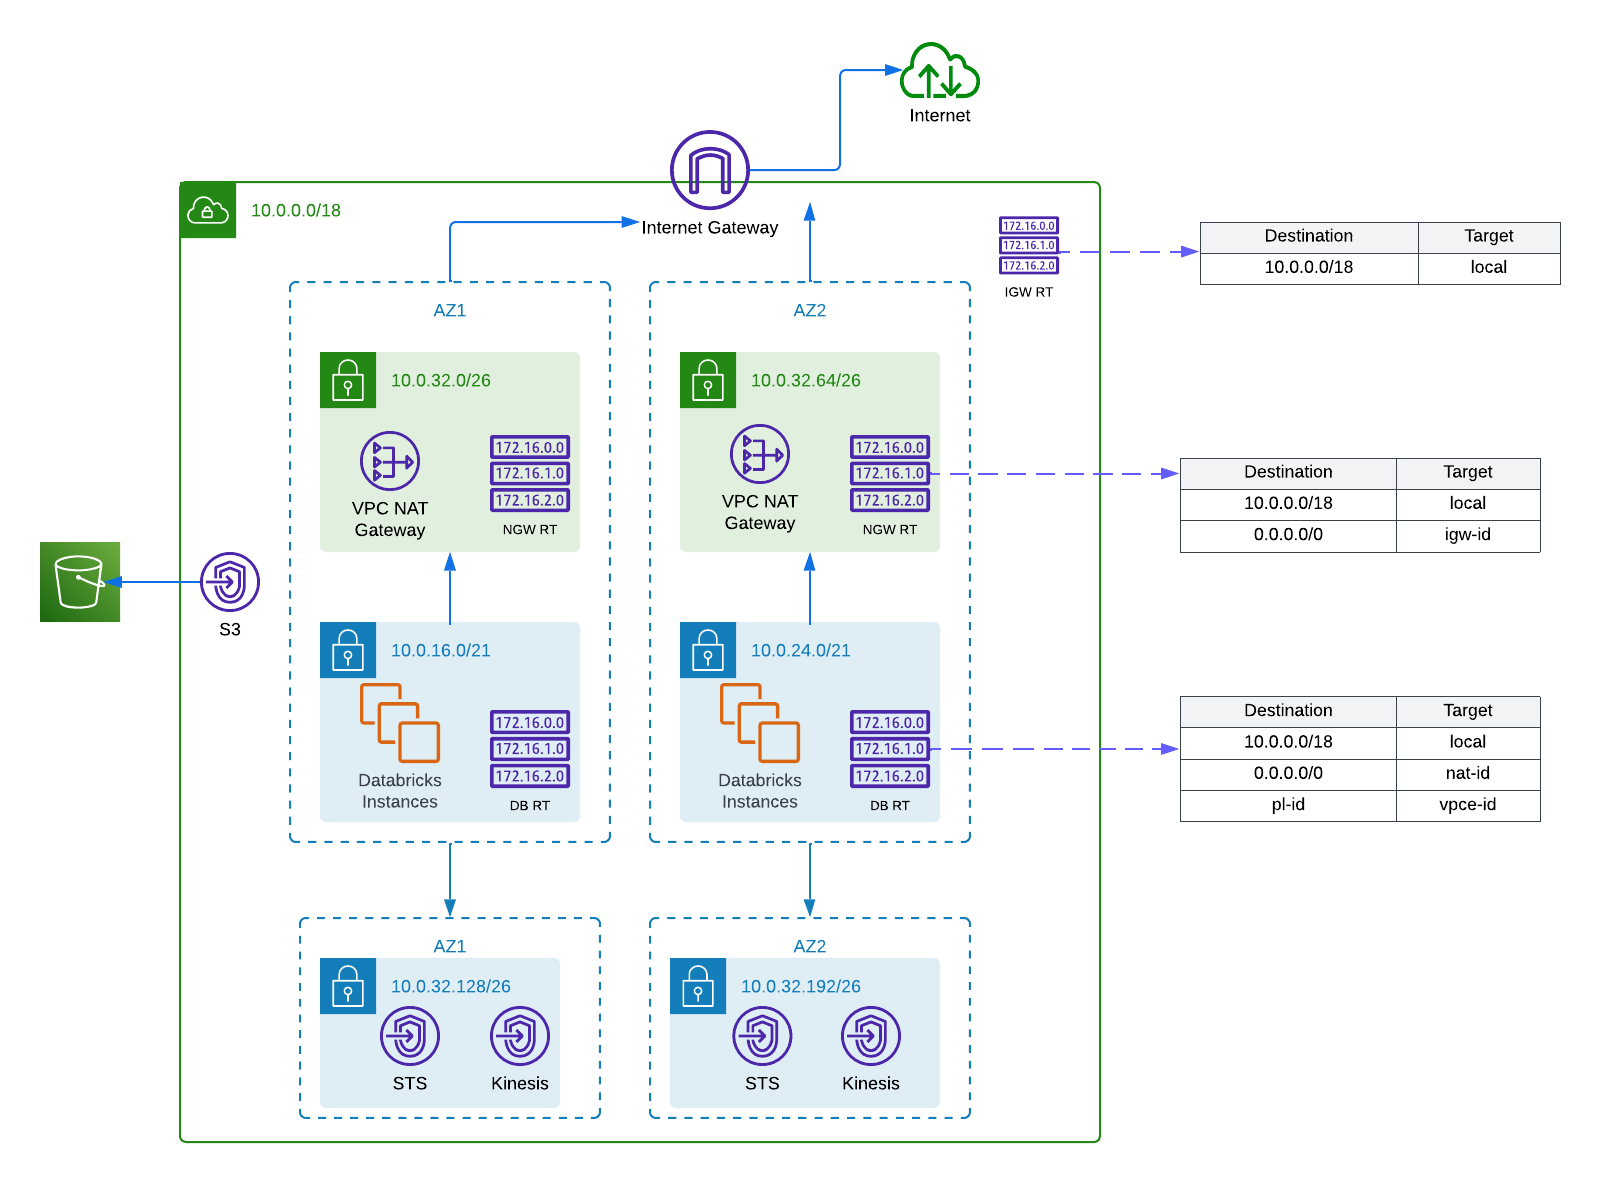 Internet
Internet Gateway
10.0.0.0/18
172.16.0.0
172.16.1.0
172.16.2.0
IGW RT
Destination Target
10.0.0.0/18 local
AZ1
10.0.32.0/26
VPC NAT
Gateway
172.16.0.0
172.16.1.0
172.16.2.0
NGW RT
AZ2
10.0.32.64/26
VPC NAT
Gateway
172.16.0.0
172.16.1.0
172.16.2.0
NGW RT
Destination Target
10.0.0.0/18 local
0.0.0.0/0 igw-id
S3
10.0.16.0/21
Databricks
Instances
172.16.0.0
172.16.1.0
172.16.2.0
DB RT
10.0.24.0/21
Databricks
Instances
172.16.0.0
172.16.1.0
172.16.2.0
DB RT
Destination Target
10.0.0.0/18 local
0.0.0.0/0 nat-id
pl-id vpce-id
AZ1
10.0.32.128/26
STS
Kinesis
AZ2
10.0.32.192/26
STS
Kinesis